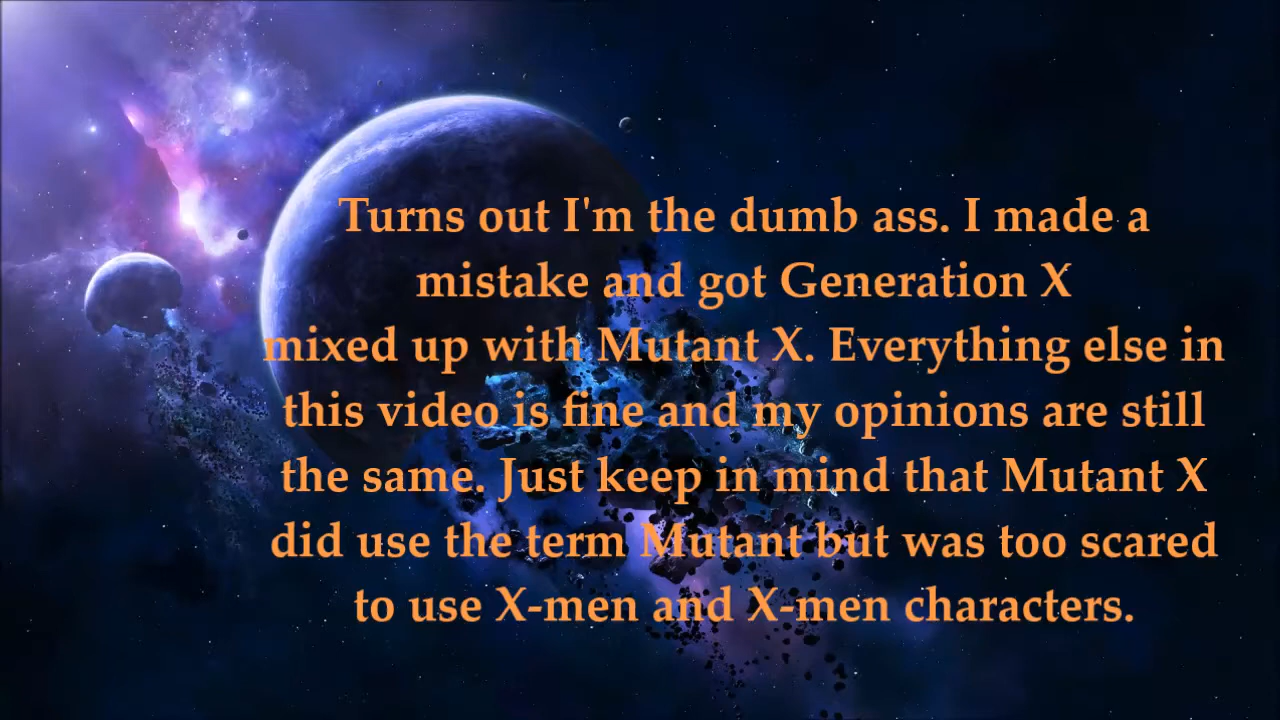 Turns out I'm the dumb ass. I made a
mistake and got Generation X
mixed up with Mutant X. Everything else in
this video is fine and my opinions are still
the same. Just keep in mind that Mutant X
did use the term Mutant but was too scared
to use X-men and X-men characters.